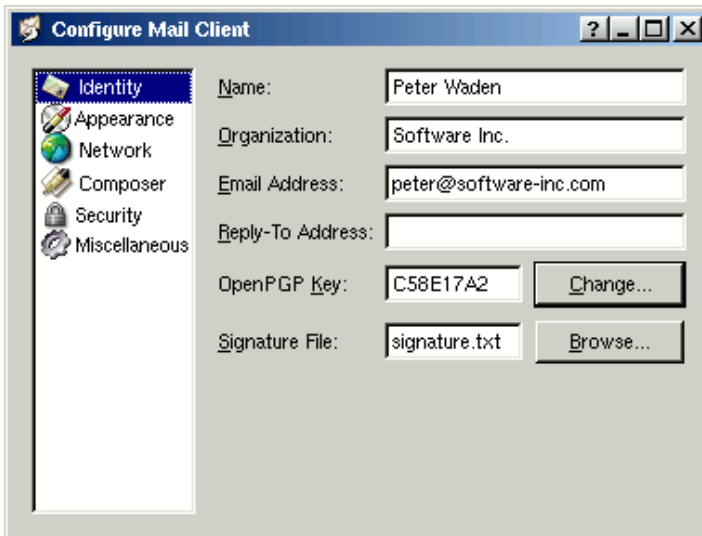 Configure Mail Client
Identity
Appearance
Network
Composer
Security
Miscellaneous
Name: Peter Waden
Organization: Software Inc.
Email Address: peter@software-inc.com
Reply-To Address:
OpenPGP Key: C58E17A2 Change...
Signature File: signature.txt Browse...